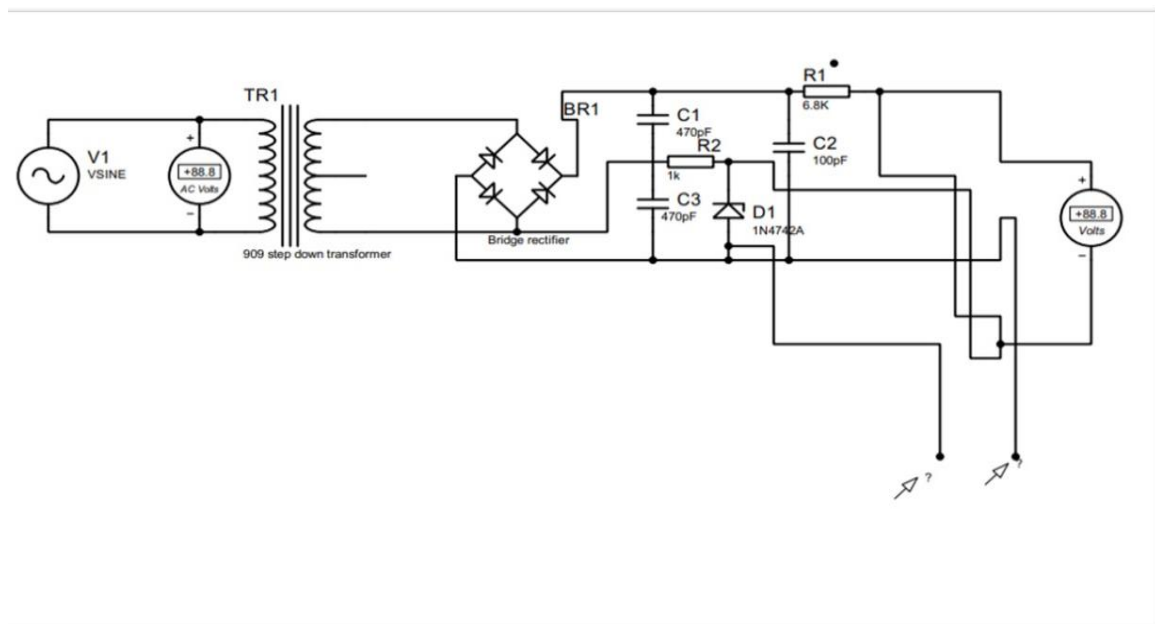 TR1
V1
VSINE
+88.8
AC Volts
909 step down transformer
BR1
Bridge rectifier
C1
470pF
R2
1k
C3
470pF
D1
1N4742A
R1
6.8K
C2
100pF
+88.8
Volts
?
?